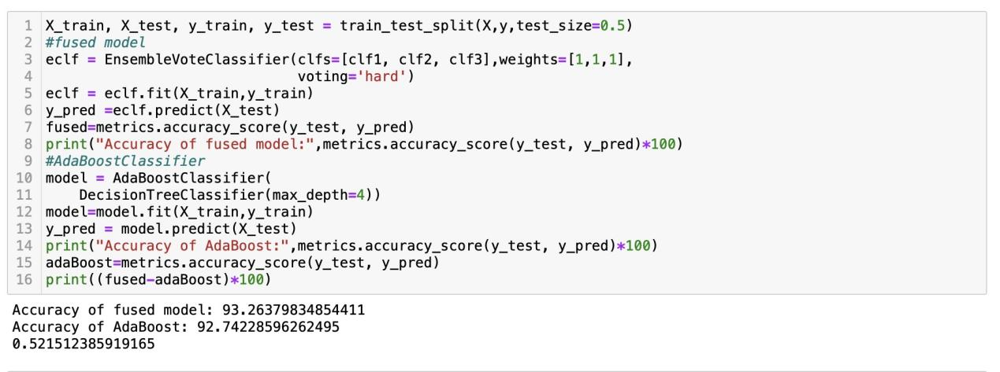 1 X_train, X_test, y_train, y_test = train_test_split(X,y,test_size=0.5)
2 #fused model
3 eclf = EnsembleVoteClassifier(clfs=[clf1, clf2, clf3],weights=[1,1,1],
4                               voting='hard')
5 eclf = eclf.fit(X_train,y_train)
6 y_pred =eclf.predict(X_test)
7 fused=metrics.accuracy_score(y_test, y_pred)
8 print("Accuracy of fused model:",metrics.accuracy_score(y_test, y_pred)*100)
9 #AdaBoostClassifier
10 model = AdaBoostClassifier(
11     DecisionTreeClassifier(max_depth=4))
12 model=model.fit(X_train,y_train)
13 y_pred = model.predict(X_test)
14 print("Accuracy of AdaBoost:",metrics.accuracy_score(y_test, y_pred)*100)
15 adaBoost=metrics.accuracy_score(y_test, y_pred)
16 print((fused-adaBoost)*100)
Accuracy of fused model: 93.26379834854411
Accuracy of AdaBoost: 92.74228596262495
0.521512385919165